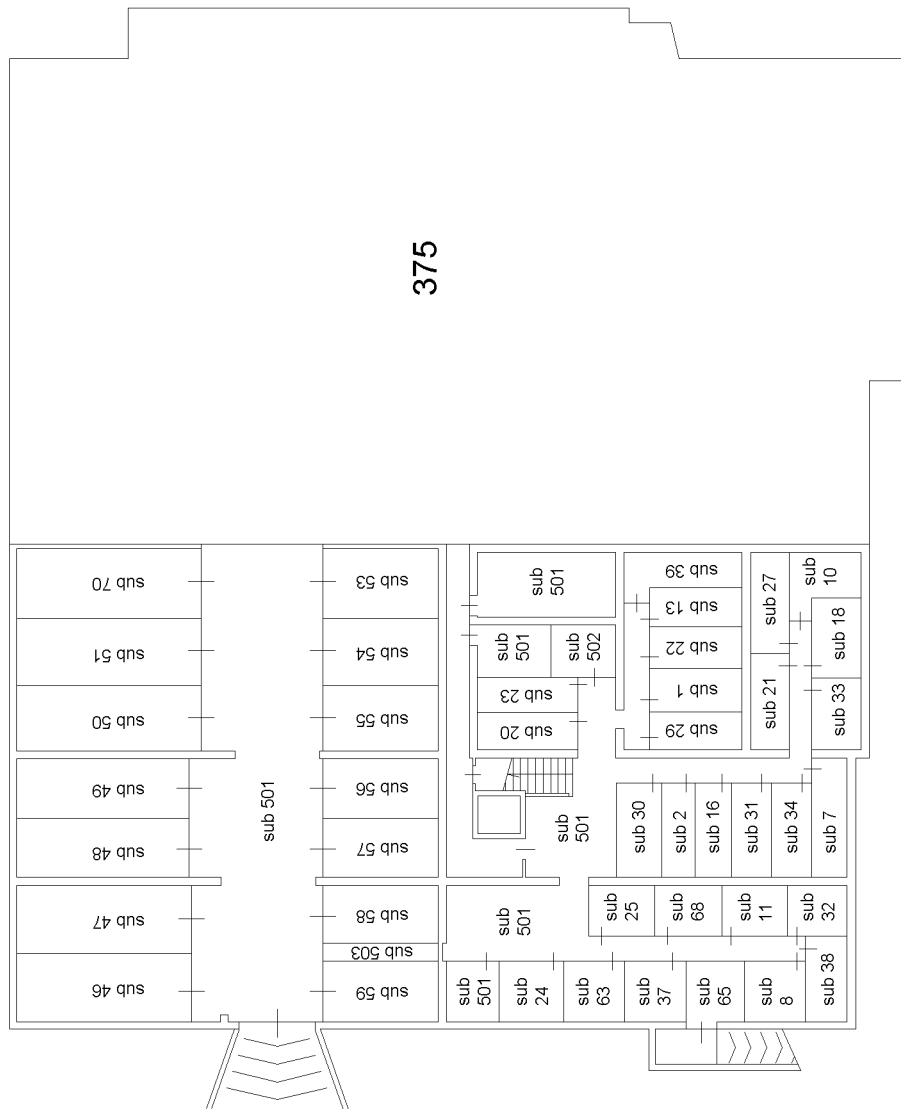 375
sub 70
sub 53
sub
501
sub 39
sub 27
sub
10
sub 13
sub 51
sub 54
sub
501
sub
502
sub 22
sub 18
sub 23
sub 1
sub 21
sub 33
sub 50
sub 55
sub 20
sub 29
sub 49
sub 56
sub 501
sub
501
sub 30
sub 2
sub 16
sub 31
sub 34
sub 7
sub 48
sub 57
sub 47
sub 58
sub
501
sub
25
sub
68
sub
11
sub
32
sub 503
sub 46
sub 59
sub
501
sub
24
sub
63
sub
37
sub
65
sub
8
sub 38